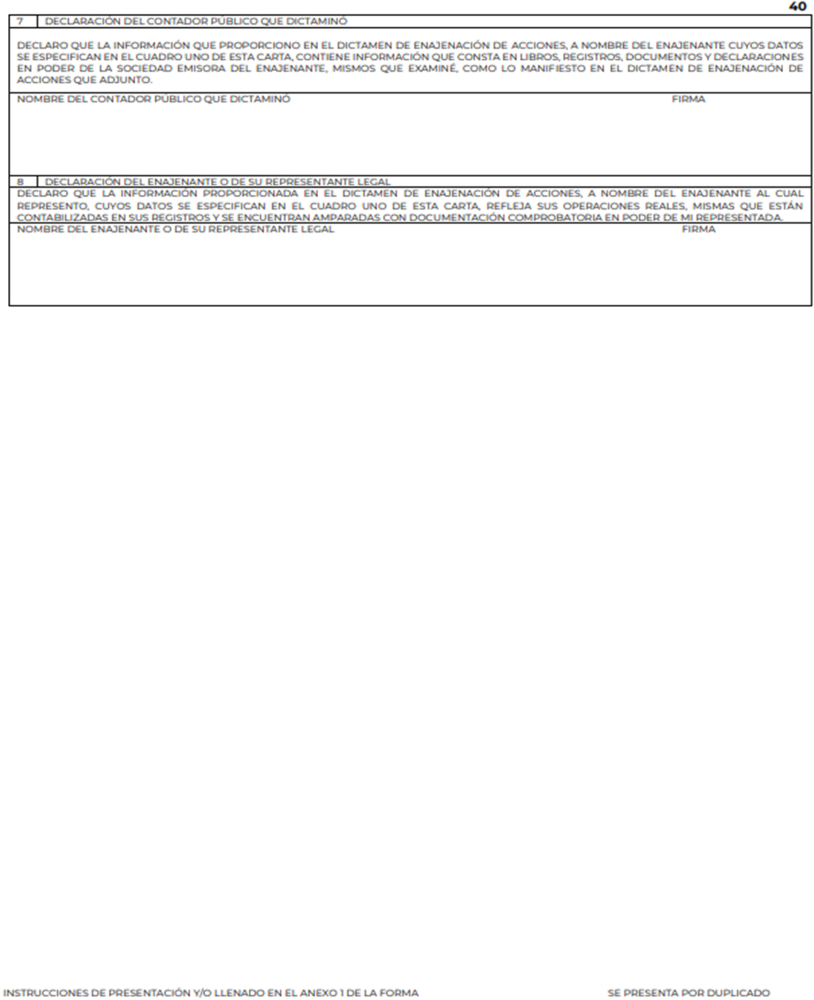 40
7 DECLARACIÓN DEL CONTADOR PÚBLICO QUE DICTAMINÓ
DECLARO QUE LA INFORMACIÓN QUE PROPORCIONO EN EL DICTAMEN DE ENAJENACIÓN DE ACCIONES, A NOMBRE DEL ENAJENANTE CUYOS DATOS
SE ESPECIFICAN EN EL CUADRO UNO DE ESTA CARTA, CONTIENE INFORMACIÓN QUE CONSTA EN LIBROS, REGISTROS, DOCUMENTOS Y DECLARACIONES
EN PODER DE LA SOCIEDAD EMISORA DEL ENAJENANTE, MISMOS QUE EXAMINÉ, COMO LO MANIFIESTO EN EL DICTAMEN DE ENAJENACIÓN DE
ACCIONES QUE ADJUNTO.
NOMBRE DEL CONTADOR PÚBLICO QUE DICTAMINÓ FIRMA
8 DECLARACIÓN DEL ENAJENANTE O DE SU REPRESENTANTE LEGAL
DECLARO QUE LA INFORMACIÓN PROPORCIONADA EN EL DICTAMEN DE ENAJENACIÓN DE ACCIONES, A NOMBRE DEL ENAJENANTE AL CUAL
REPRESENTO, CUYOS DATOS SE ESPECIFICAN EN EL CUADRO UNO DE ESTA CARTA, REFLEJA SUS OPERACIONES REALES, MISMAS QUE ESTÁN
CONTABILIZADAS EN SUS REGISTROS Y SE ENCUENTRAN AMPARADAS CON DOCUMENTACIÓN COMPROBATORIA EN PODER DE MI REPRESENTADA.
NOMBRE DEL ENAJENANTE O DE SU REPRESENTANTE LEGAL FIRMA
INSTRUCCIONES DE PRESENTACIÓN Y/O LLENADO EN EL ANEXO 1 DE LA FORMA SE PRESENTA POR DUPLICADO